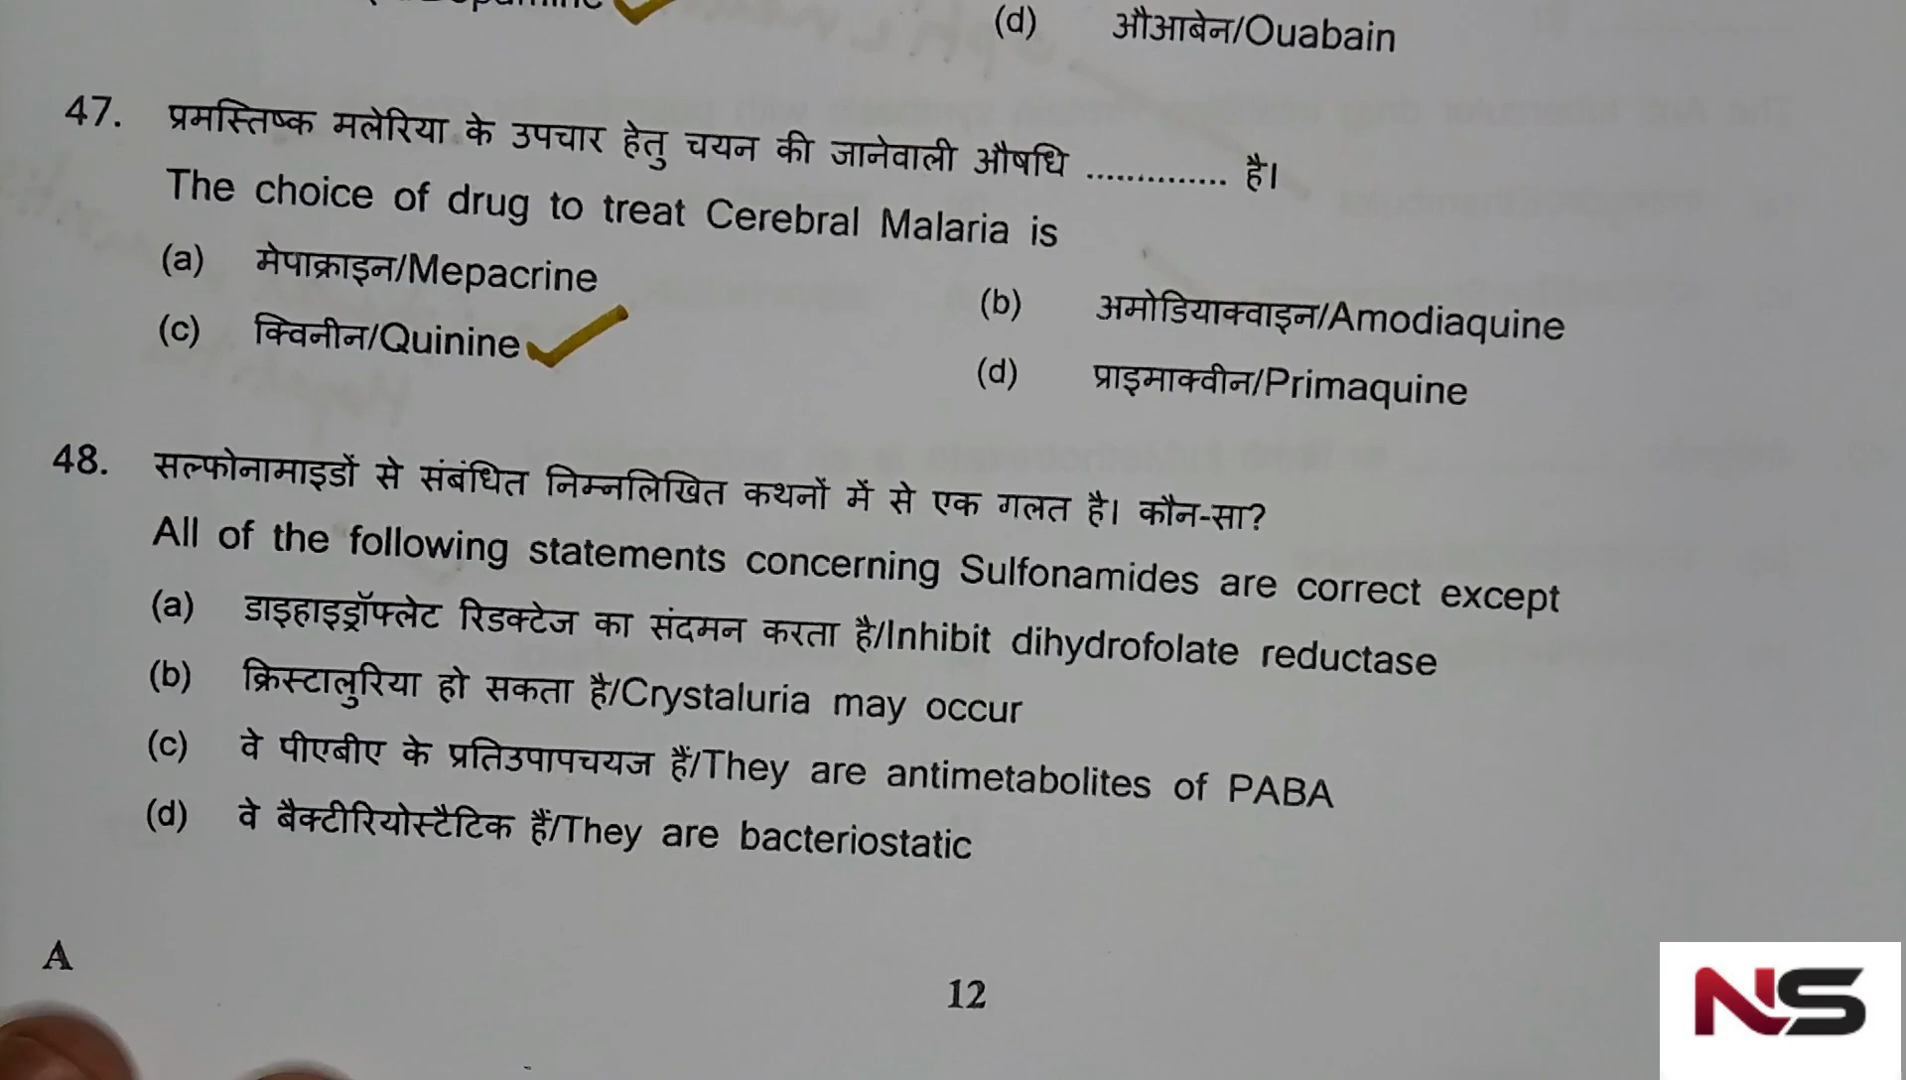 (d) औआबेन/Ouabain
47. प्रमस्तिष्क मलेरिया के उपचार हेतु चयन की जानेवाली औषधि .............. है।
The choice of drug to treat Cerebral Malaria is
(a) मेपाक्राइन/Mepacrine
(b) अमोडियाक्वाइन/Amodiaquine
(c) क्विनीन/Quinine
(d) प्राइमाक्वीन/Primaquine
48. सल्फोनामाइडों से संबंधित निम्नलिखित कथनों में से एक गलत है। कौन-सा?
All of the following statements concerning Sulfonamides are correct except
(a) डाइहाइड्रॉफ्लेट रिडक्टेज का संदमन करता है/Inhibit dihydrofolate reductase
(b) क्रिस्टालुरिया हो सकता है/Crystaluria may occur
(c) वे पीएबीए के प्रतिउपापचयज हैं/They are antimetabolites of PABA
(d) वे बैक्टीरियोस्टैटिक हैं/They are bacteriostatic
A
12
NS